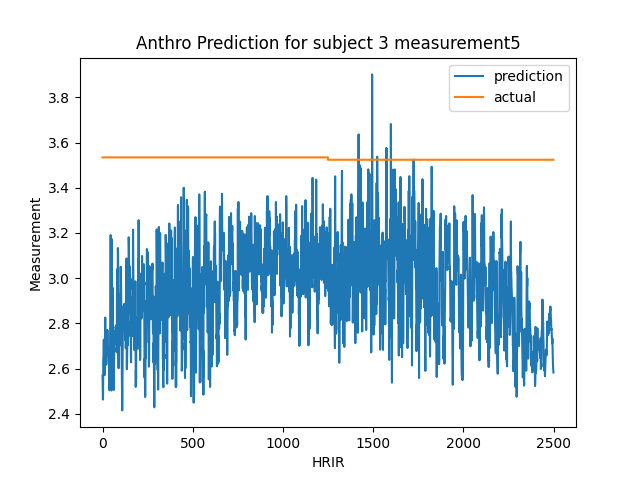 Anthro Prediction for subject 3 measurement5
prediction
actual
Measurement
3.8
3.6
3.4
3.2
3.0
2.8
2.6
2.4
0
500
1000
1500
2000
2500
HRIR